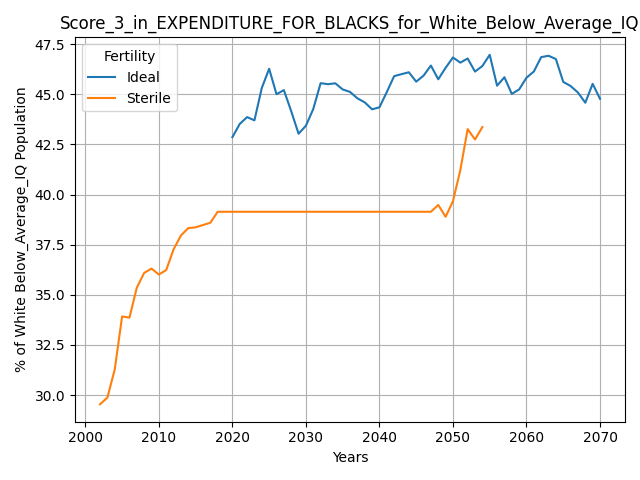 Score_3_in_EXPENDITURE_FOR_BLACKS_for_White_Below_Average_IQ
47.5
45.0
42.5
40.0
37.5
35.0
32.5
30.0
% of White Below_Average_IQ Population
Fertility
Ideal
Sterile
2000 2010 2020 2030 2040 2050 2060 2070
Years